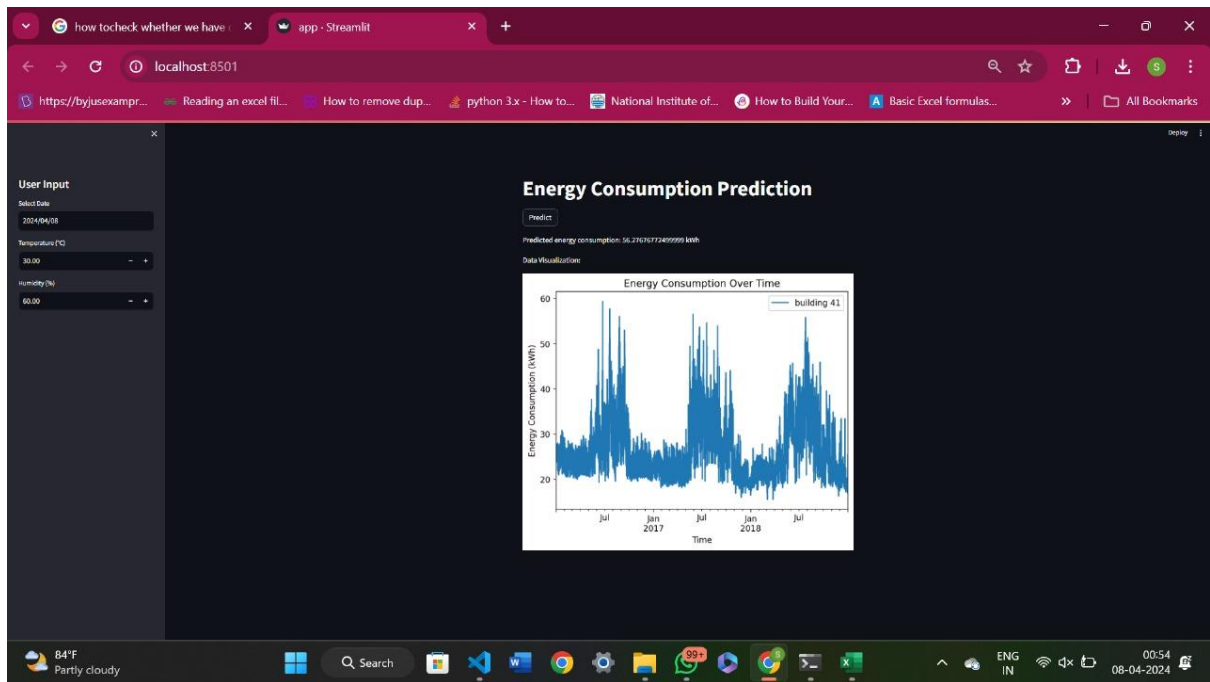 how tocheck whether we have
app · Streamlit
localhost:8501
S
https://byjusexampr...
Reading an excel fil...
How to remove dup...
python 3.x - How to...
National Institute of...
How to Build Your...
A
Basic Excel formulas...
»
All Bookmarks
Deploy
User Input
Select Date
2024/04/08
Temperature (°C)
30.00
- +
Humidity (%)
60.00
- +
Energy Consumption Prediction
Predict
Predicted energy consumption: 56.27676772499999 kWh
Data Visualization:
Energy Consumption Over Time
building 41
Energy Consumption (kWh)
60
50
40
30
20
Jul
Jan
2017
Jul
Jan
2018
Jul
Time
84°F
Partly cloudy
Search
99+
ENG
IN
00:54
08-04-2024